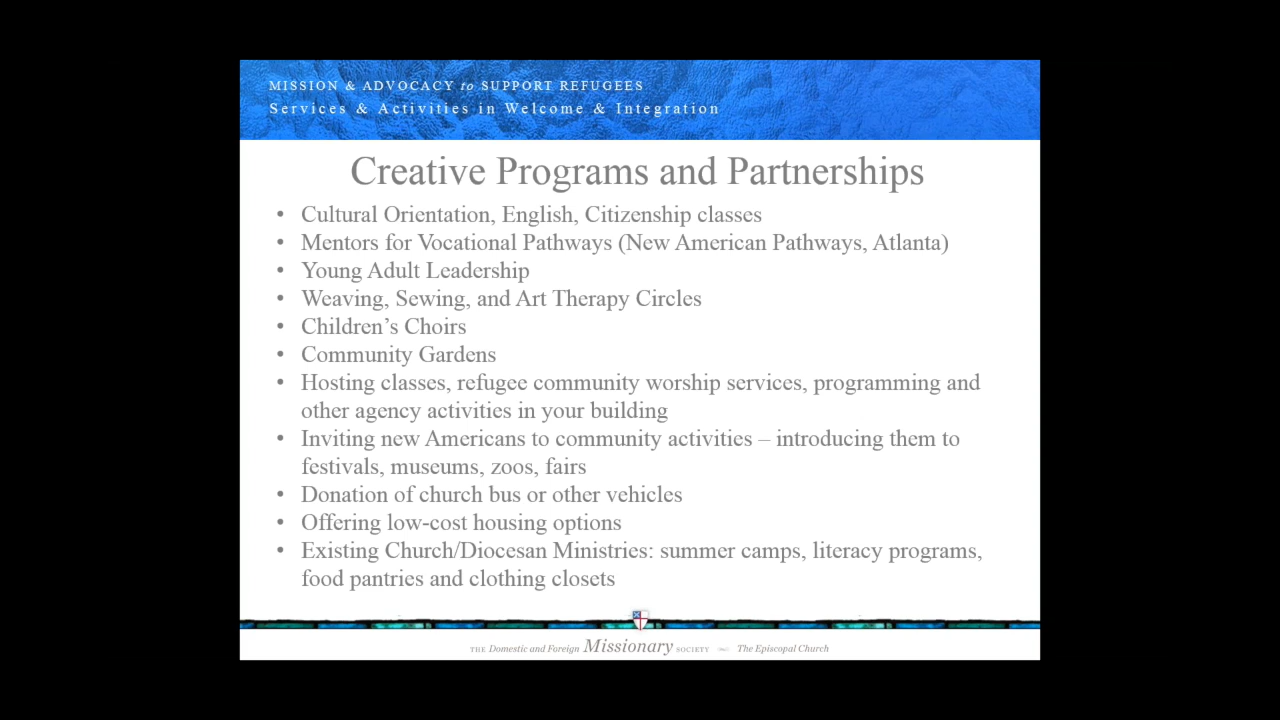 MISSION & ADVOCACY to SUPPORT REFUGEES
Services & Activities in Welcome & Integration
Creative Programs and Partnerships
• Cultural Orientation, English, Citizenship classes
• Mentors for Vocational Pathways (New American Pathways, Atlanta)
• Young Adult Leadership
• Weaving, Sewing, and Art Therapy Circles
• Children’s Choirs
• Community Gardens
• Hosting classes, refugee community worship services, programming and
other agency activities in your building
• Inviting new Americans to community activities – introducing them to
festivals, museums, zoos, fairs
• Donation of church bus or other vehicles
• Offering low-cost housing options
• Existing Church/Diocesan Ministries: summer camps, literacy programs,
food pantries and clothing closets
THE Domestic and Foreign Missionary SOCIETY ~ The Episcopal Church